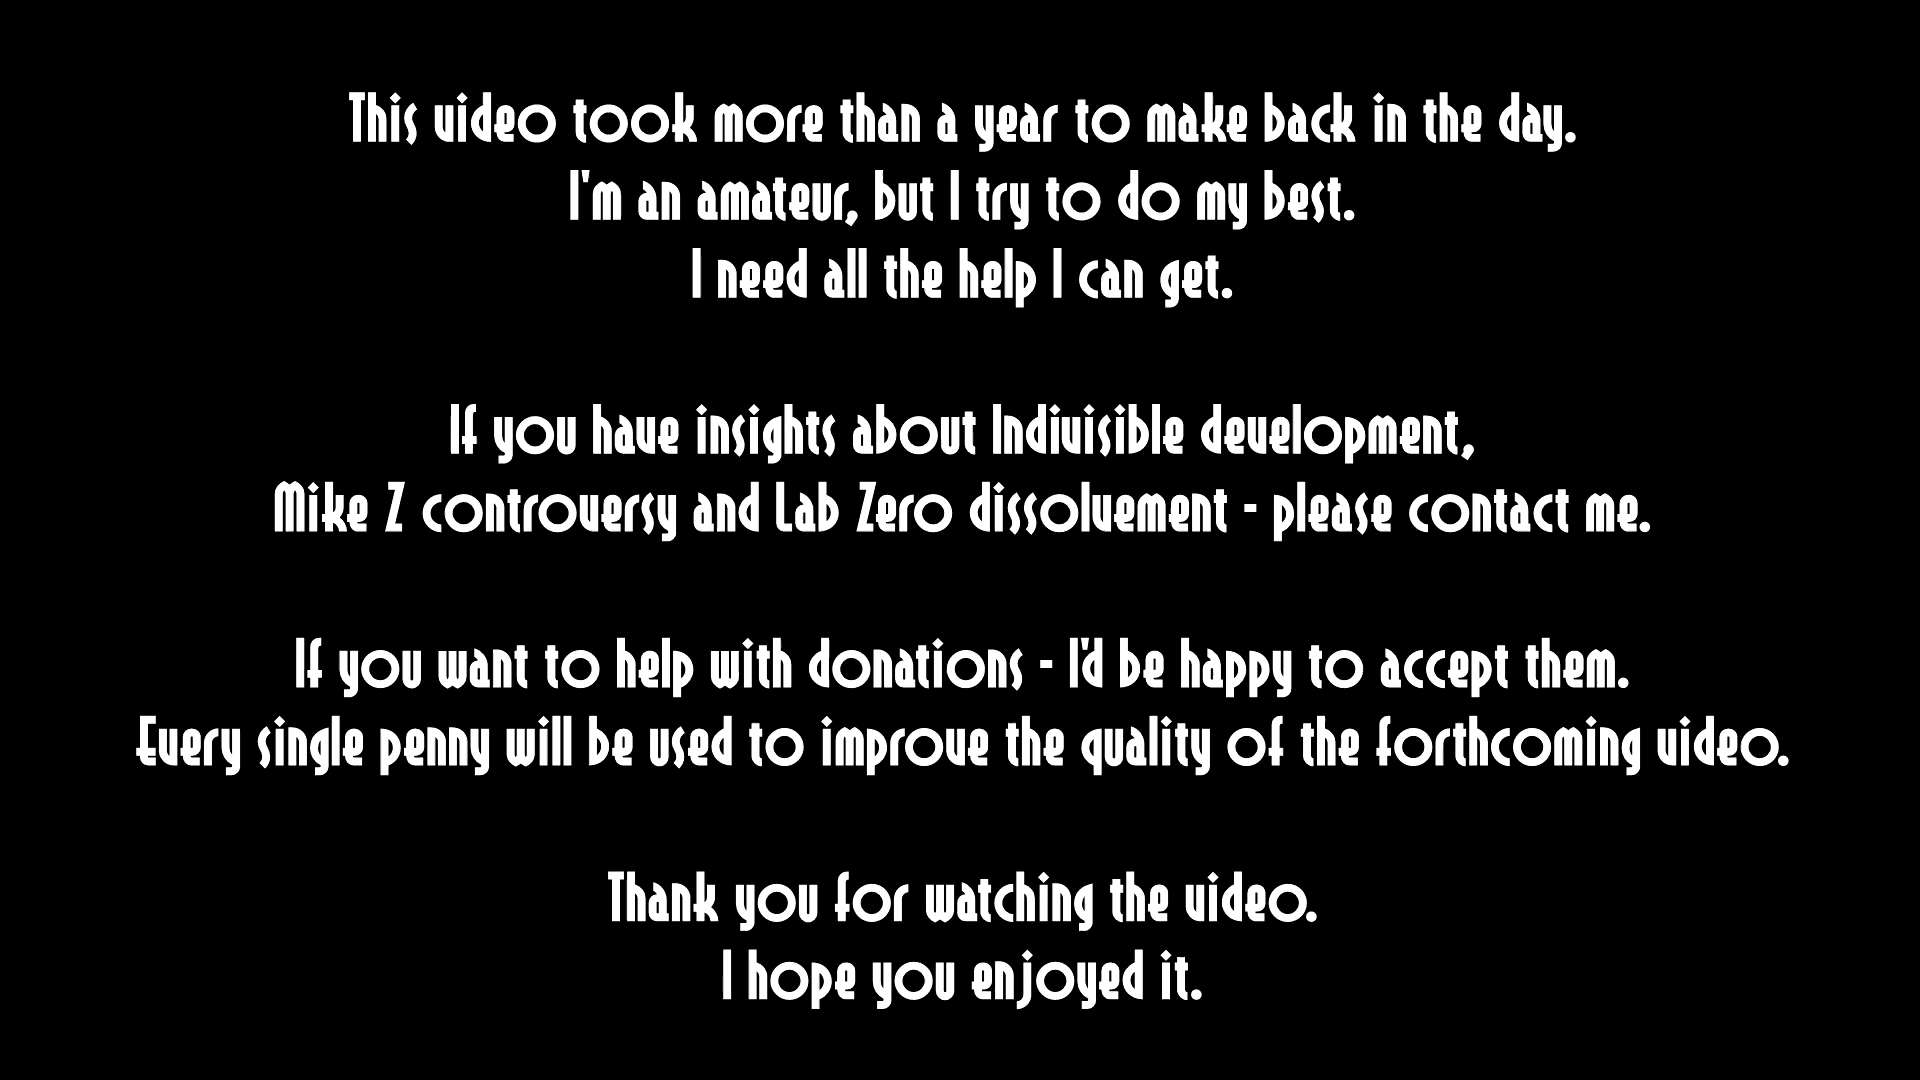 This video took more than a year to make back in the day.
I'm an amateur, but I try to do my best.
I need all the help I can get.
If you have insights about Indivisible development,
Mike Z controversy and Lab Zero dissolvement - please contact me.
If you want to help with donations - I'd be happy to accept them.
Every single penny will be used to improve the quality of the forthcoming video.
Thank you for watching the video.
I hope you enjoyed it.